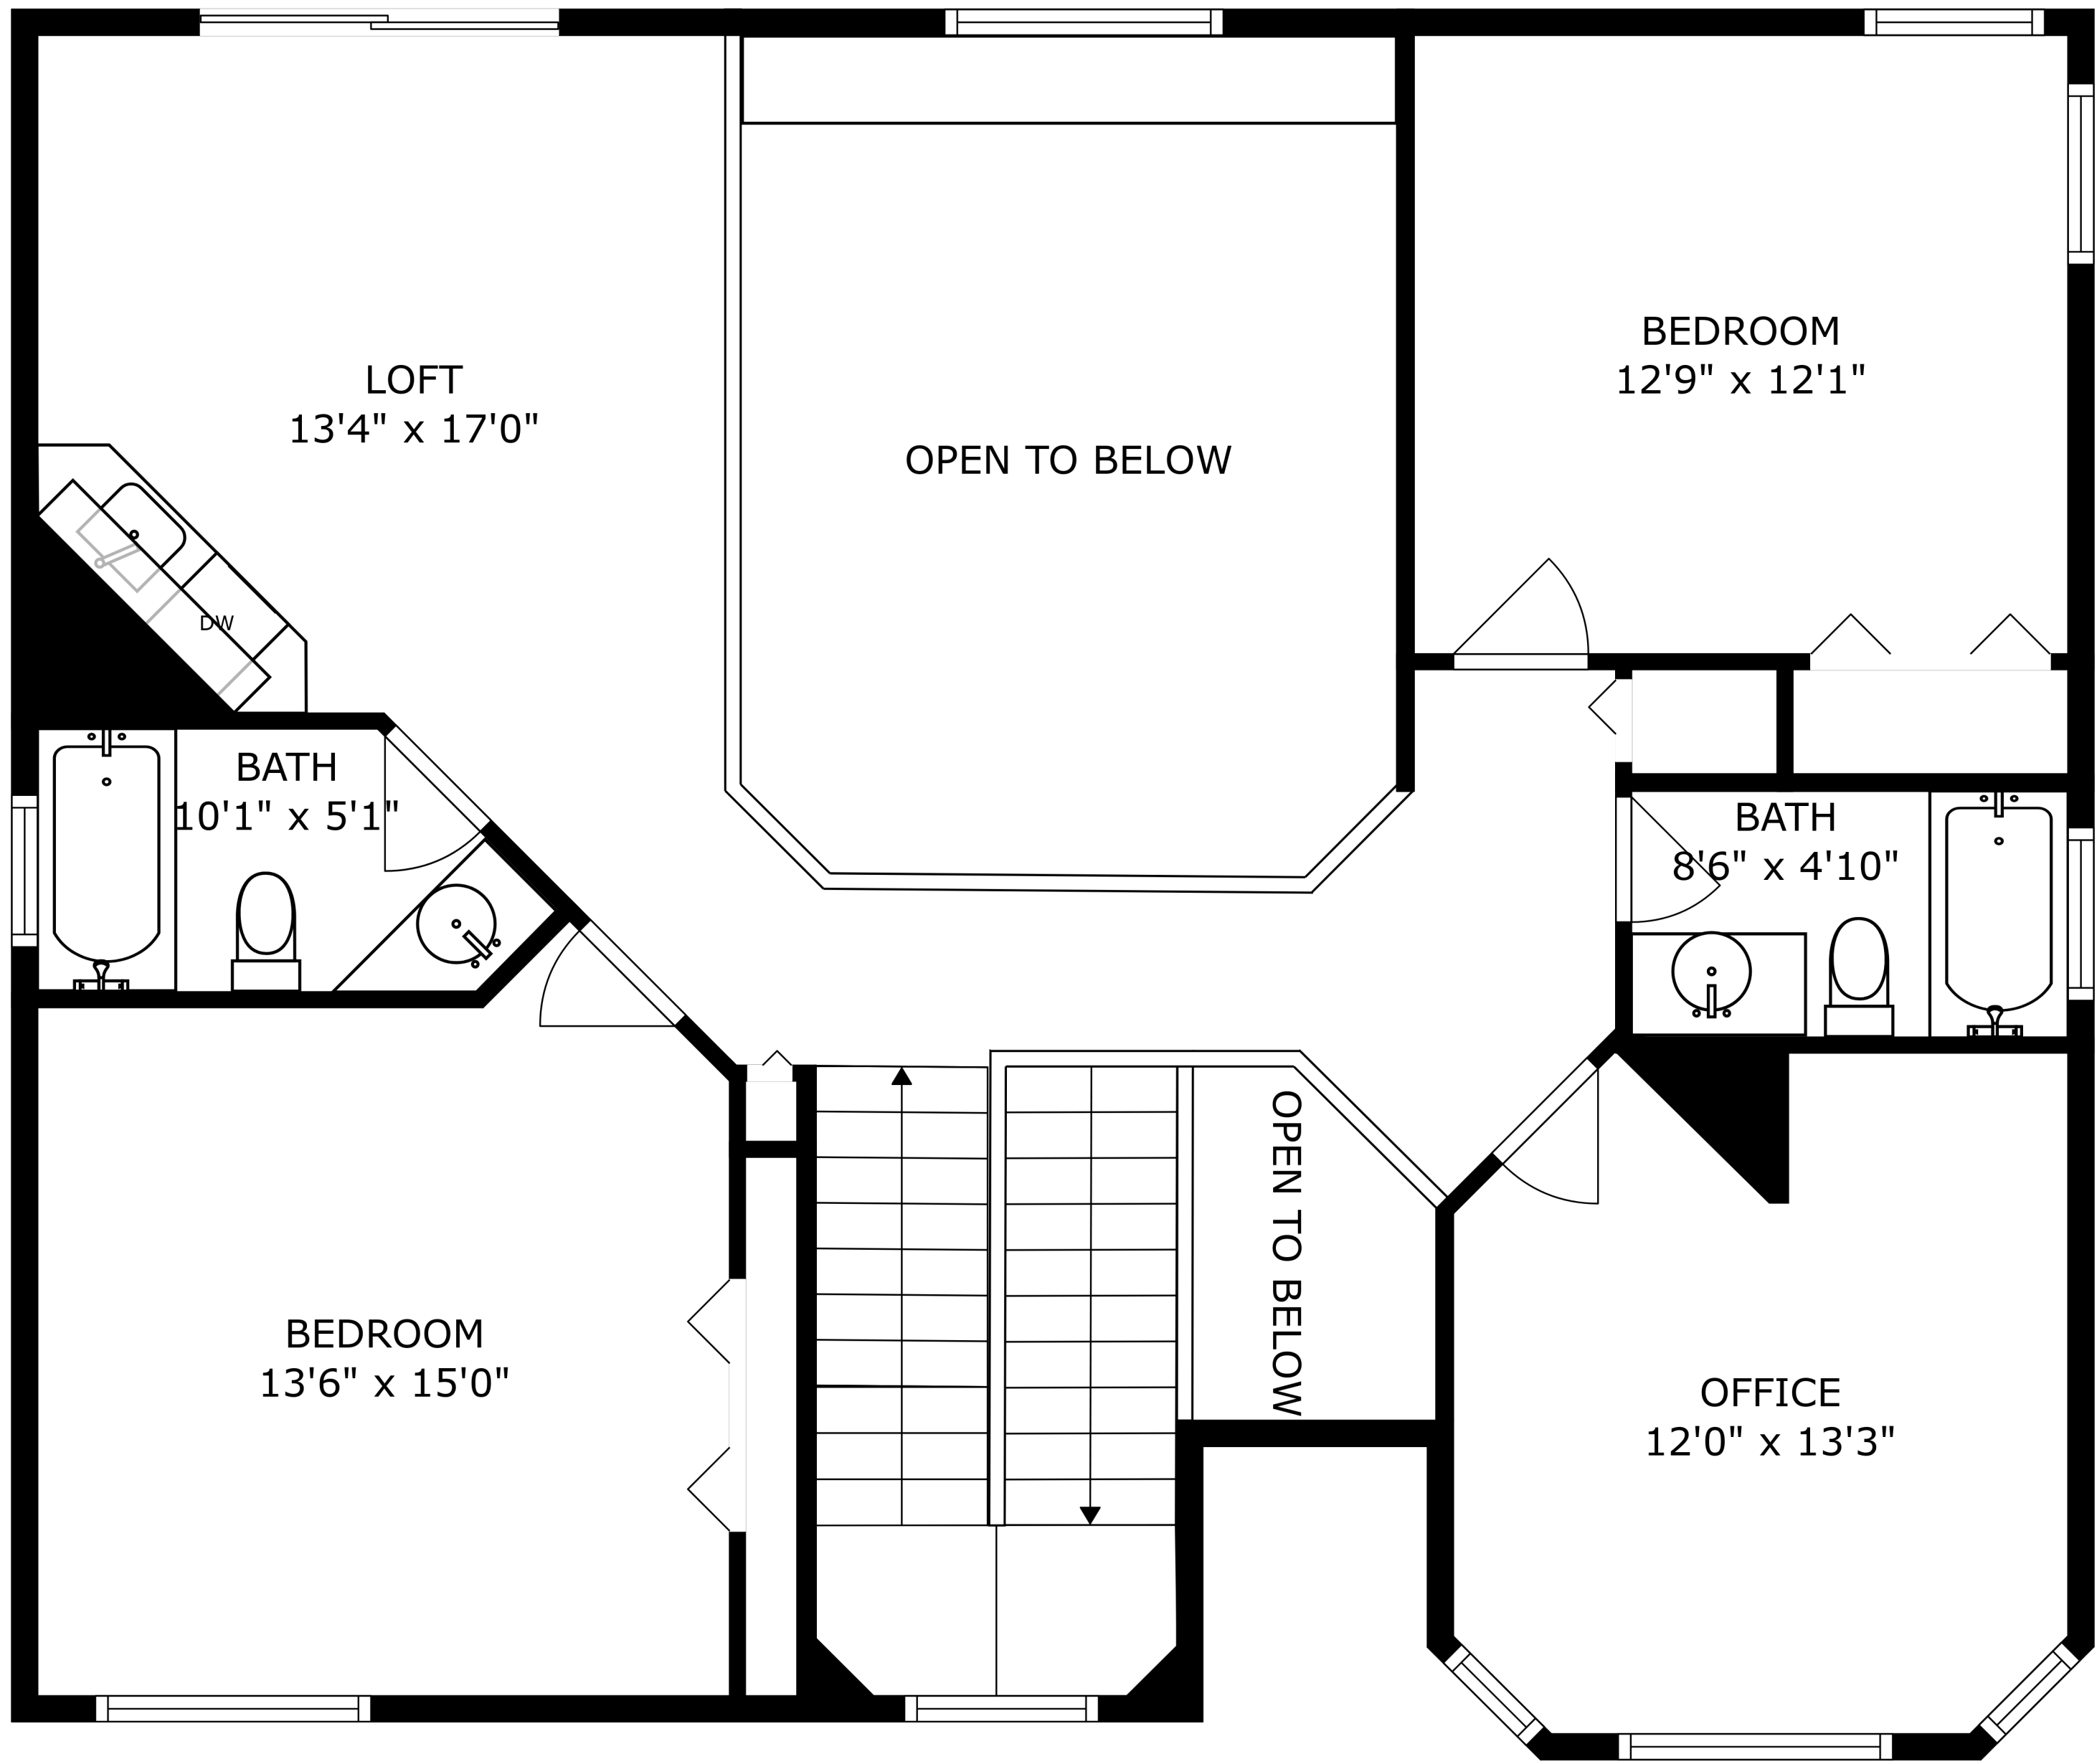 LOFT
13'4" x 17'0"
OPEN TO BELOW
BEDROOM
12'9" x 12'1"
DW
BATH
10'1" x 5'1"
BATH
8'6" x 4'10"
OPEN TO BELOW
BEDROOM
13'6" x 15'0"
OFFICE
12'0" x 13'3"